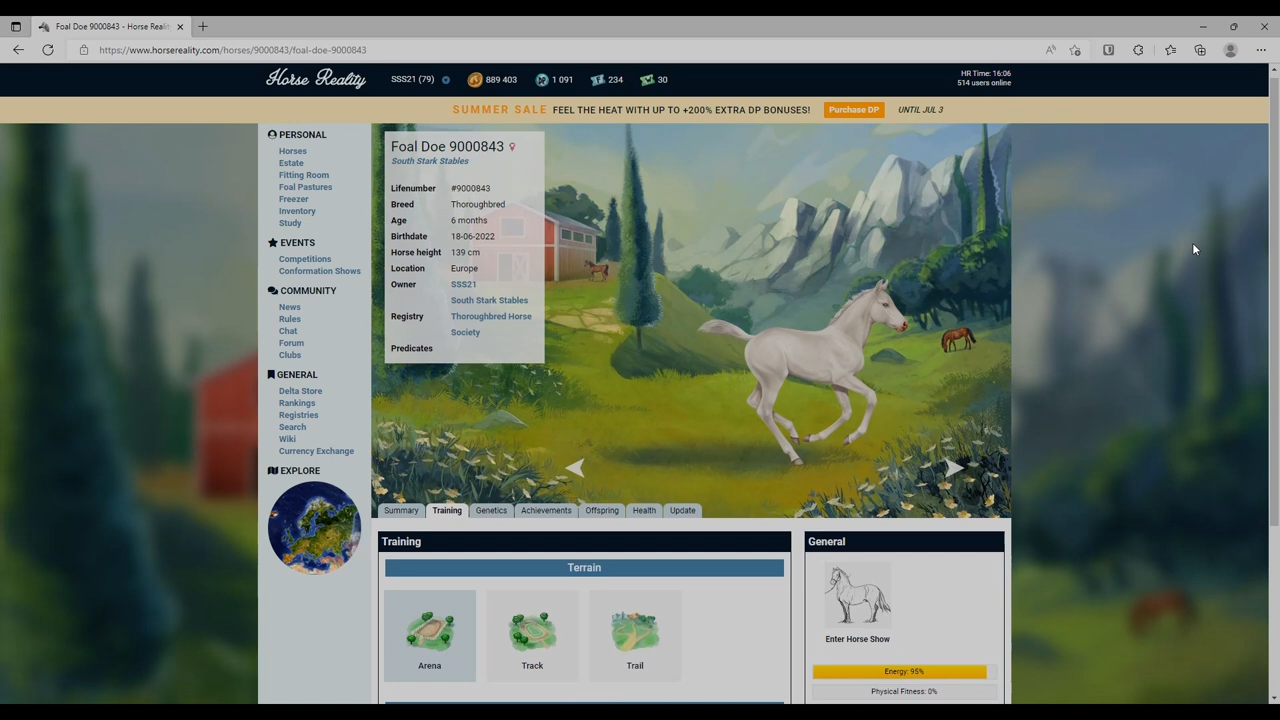 Foal Doe 9000843 - Horse Realit
https://www.horsereality.com/horses/9000843/foal-doe-9000843
Horse Reality
SSS21 (79)
889 403
1 091
234
30
HR Time: 16:06
514 users online
SUMMER SALE FEEL THE HEAT WITH UP TO +200% EXTRA DP BONUSES! Purchase DP UNTIL JUL 3
PERSONAL
Horses
Estate
Fitting Room
Foal Pastures
Freezer
Inventory
Study
EVENTS
Competitions
Conformation Shows
COMMUNITY
News
Rules
Chat
Forum
Clubs
GENERAL
Delta Store
Rankings
Registries
Search
Wiki
Currency Exchange
EXPLORE
Foal Doe 9000843
South Stark Stables
Lifenumber #9000843
Breed Thoroughbred
Age 6 months
Birthdate 18-06-2022
Horse height 139 cm
Location Europe
Owner SSS21
South Stark Stables
Registry Thoroughbred Horse
Society
Predicates
Summary Training Genetics Achievements Offspring Health Update
Training
Terrain
Arena Track Trail
General
Enter Horse Show
Energy: 95%
Physical Fitness: 0%